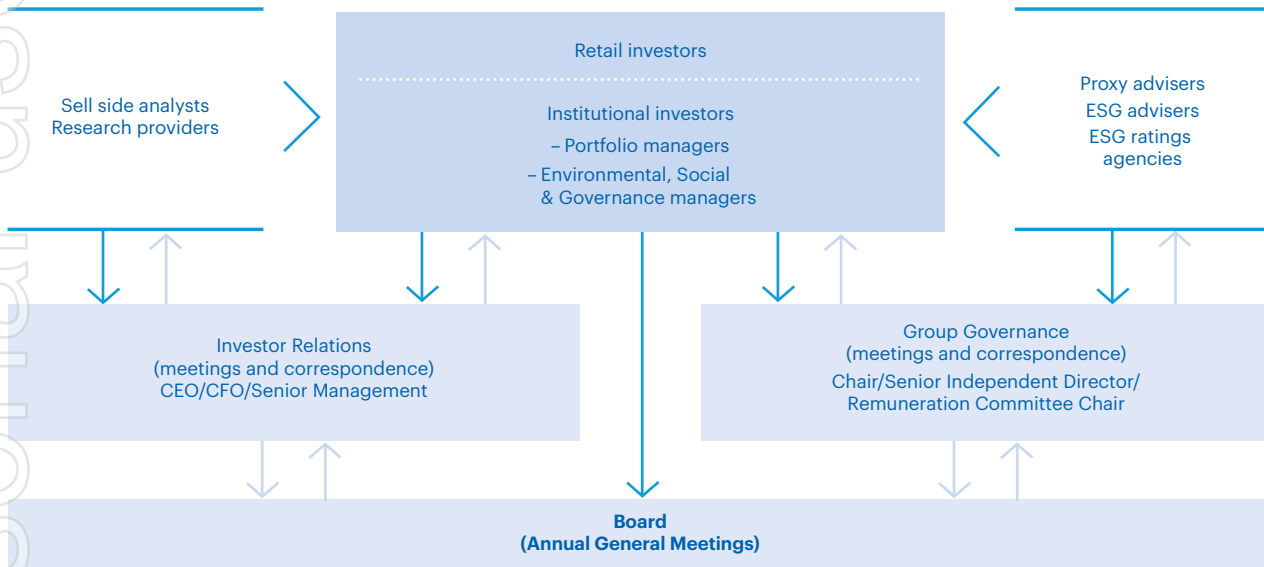 Sell side analysts
Research providers
Retail investors
Institutional investors
– Portfolio managers
– Environmental, Social
& Governance managers
Proxy advisers
ESG advisers
ESG ratings
agencies
Investor Relations
(meetings and correspondence)
CEO/CFO/Senior Management
Group Governance
(meetings and correspondence)
Chair/Senior Independent Director/
Remuneration Committee Chair
Board
(Annual General Meetings)